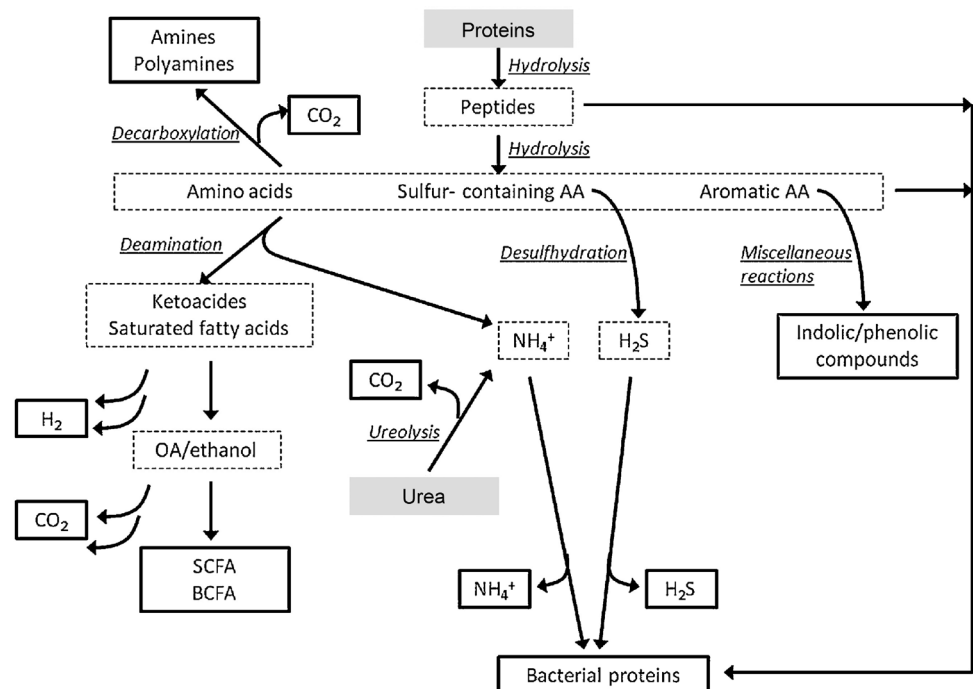 Proteins
Amines
Polyamines
Hydrolysis
Peptides
CO₂
Decarboxylation
Hydrolysis
Amino acids
Sulfur- containing AA
Aromatic AA
Deamination
Desulfhydration
Miscellaneous
reactions
Ketoacides
Saturated fatty acids
NH₄⁺
H₂S
Indolic/phenolic
compounds
CO₂
H₂
Ureolysis
OA/ethanol
Urea
CO₂
SCFA
BCFA
NH₄⁺
H₂S
Bacterial proteins